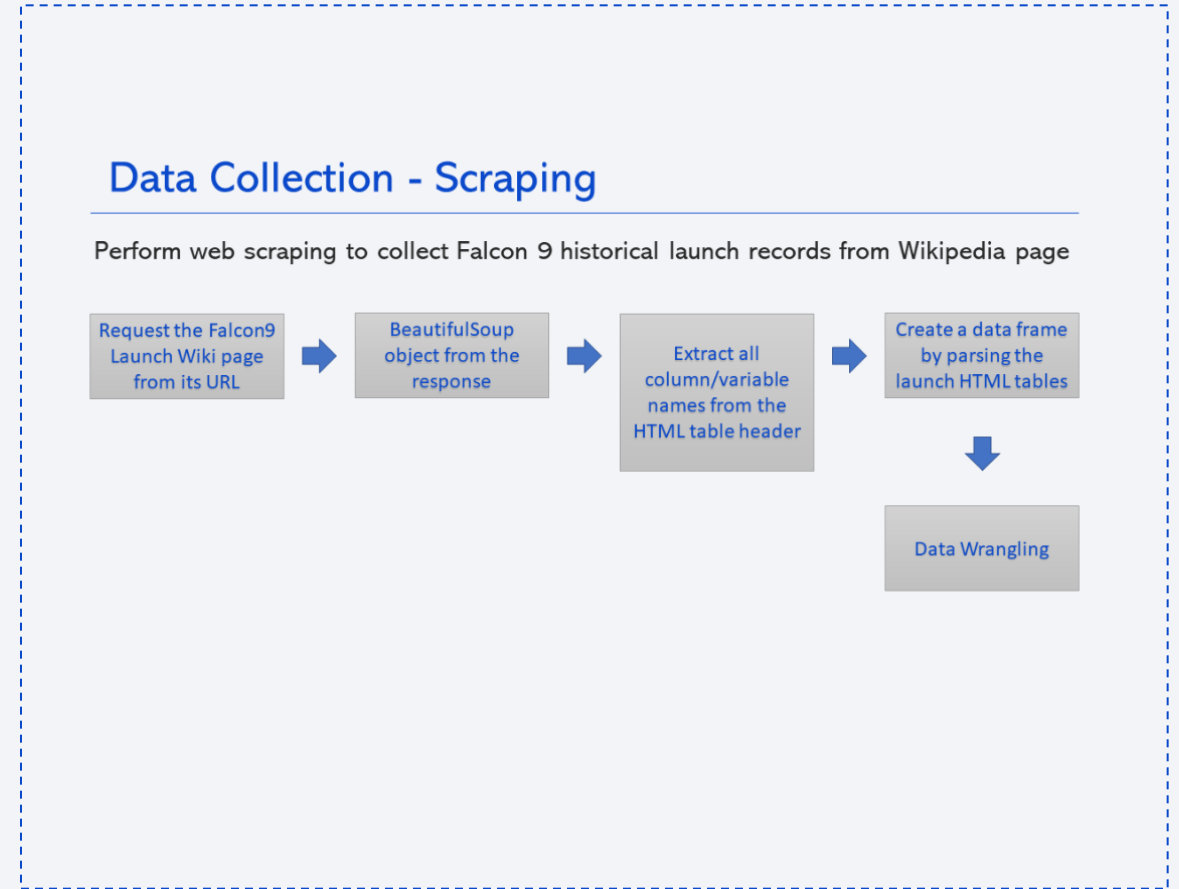 Data Collection - Scraping
Perform web scraping to collect Falcon 9 historical launch records from Wikipedia page
Request the Falcon9
Launch Wiki page
from its URL
BeautifulSoup
object from the
response
Extract all
column/variable
names from the
HTML table header
Create a data frame
by parsing the
launch HTML tables
Data Wrangling